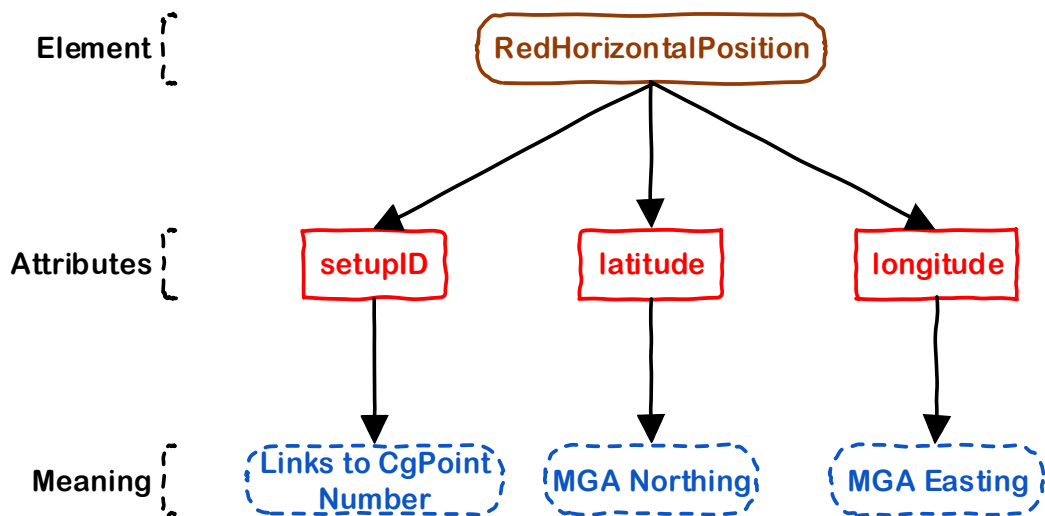 Element
RedHorizontalPosition
Attributes
setupID
latitude
longitude
Meaning
Links to CgPoint
Number
MGA Northing
MGA Easting